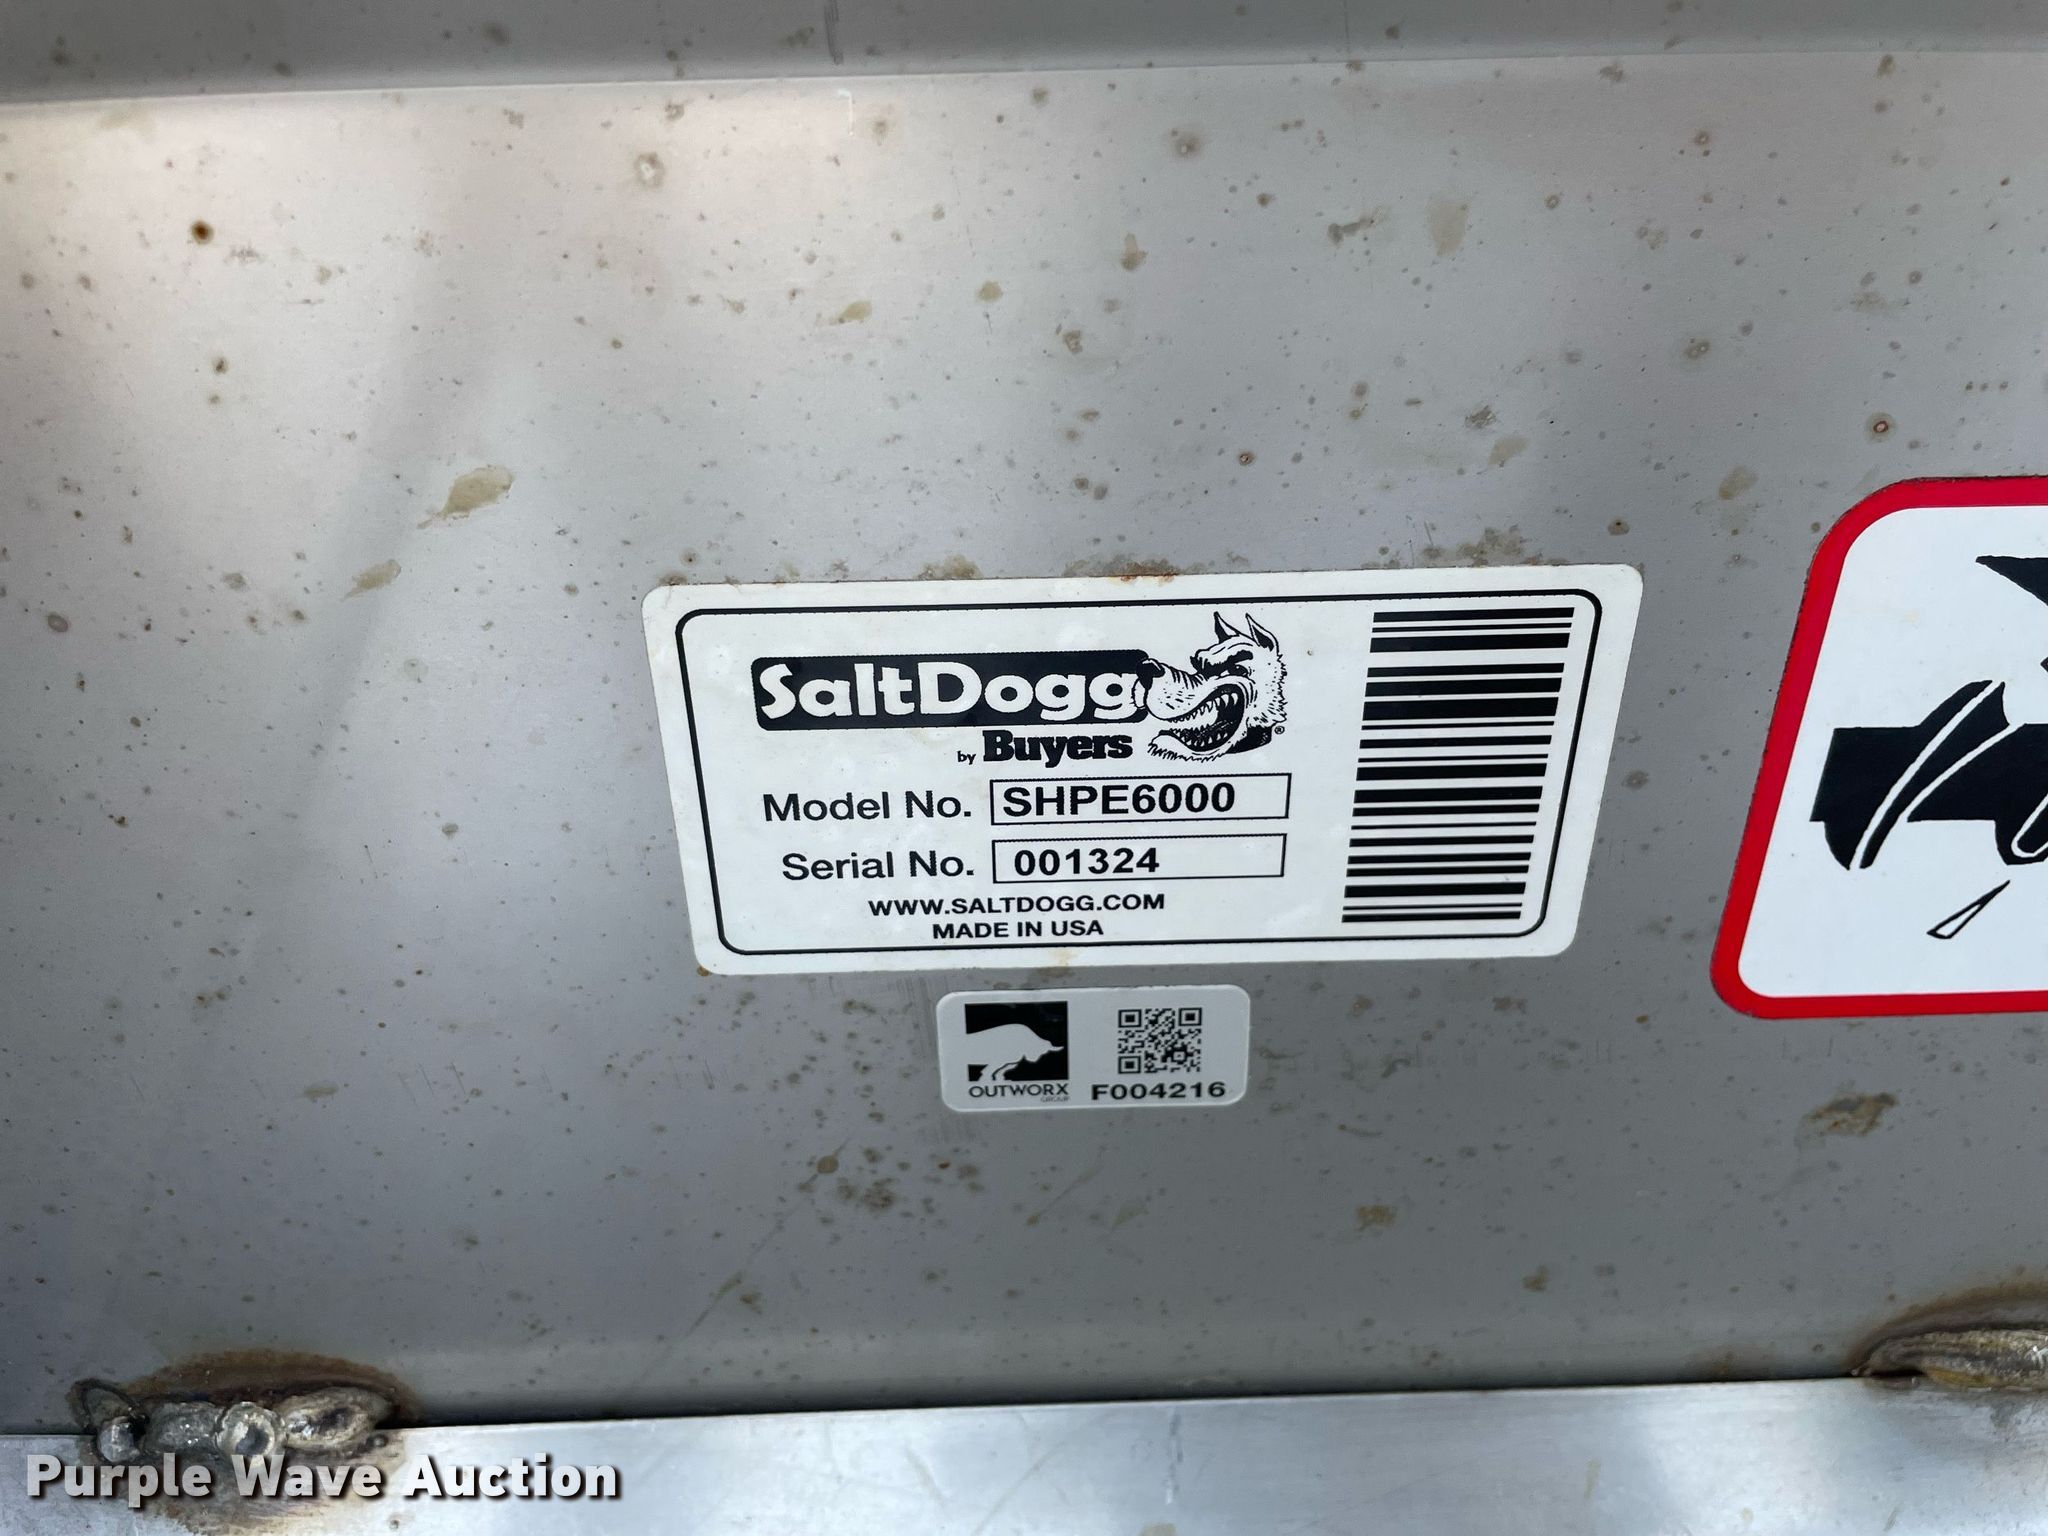 SaltDogg
by Buyers ®
Model No. SHPE6000
Serial No. 001324
WWW.SALTDOGG.COM
MADE IN USA
OUTWORX
GROUP
F004216
Purple Wave Auction